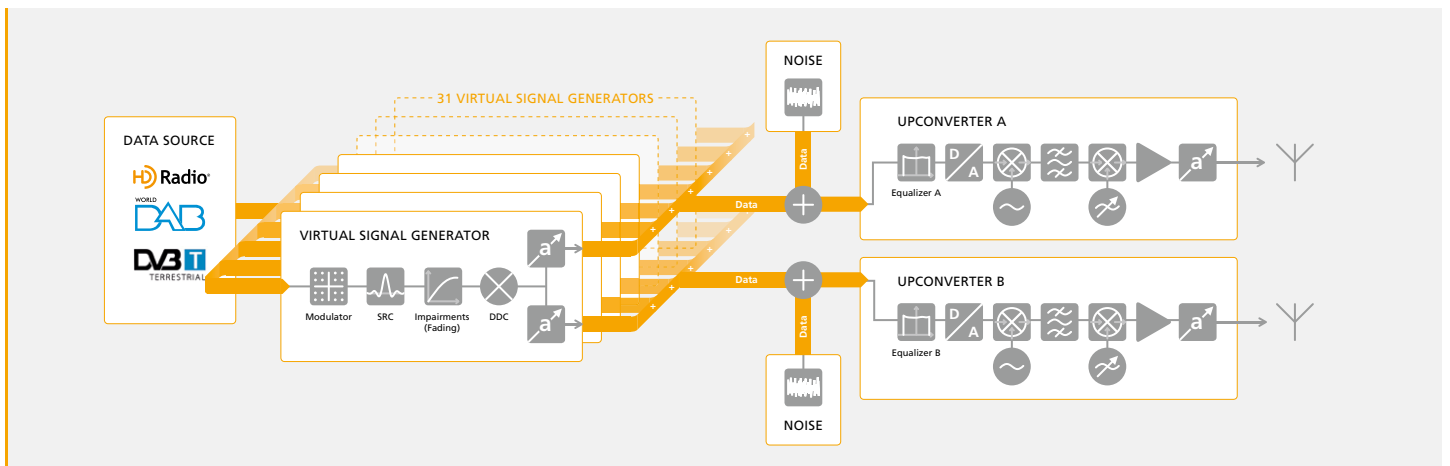 DATA SOURCE
HD Radio®
WORLD
DAB
DVB T
TERRESTRIAL
31 VIRTUAL SIGNAL GENERATORS
VIRTUAL SIGNAL GENERATOR
a
a
Modulator
SRC
Impairments
(Fading)
DDC
+ + + + + + +
+ + + + + + +
NOISE
Data
Data
+
UPCONVERTER A
D
A
a
Equalizer A
Data
+
Data
NOISE
UPCONVERTER B
D
A
a
Equalizer B